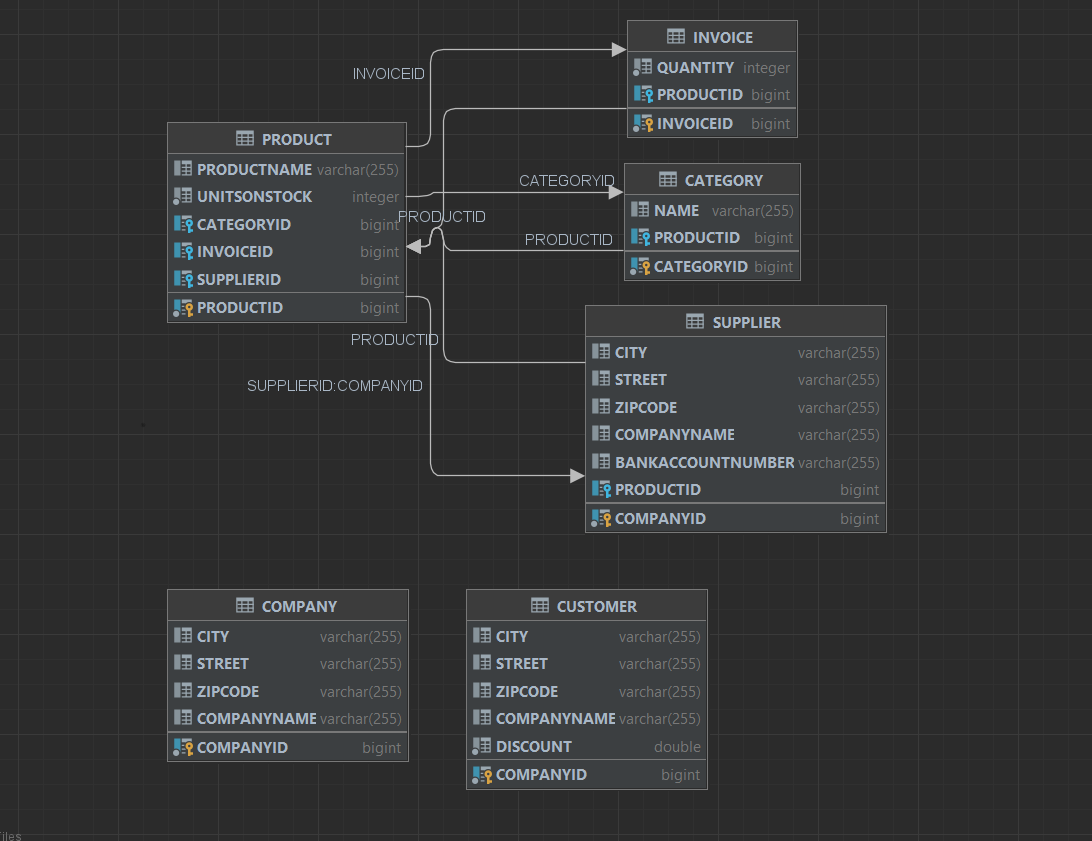 INVOICE
QUANTITY integer
PRODUCTID bigint
INVOICEID bigint
INVOICEID
PRODUCT
PRODUCTNAME varchar(255)
UNITSONSTOCK integer
CATEGORYID bigint
INVOICEID bigint
SUPPLIERID bigint
PRODUCTID bigint
CATEGORYID
PRODUCTID
PRODUCTID
CATEGORY
NAME varchar(255)
PRODUCTID bigint
CATEGORYID bigint
PRODUCTID
SUPPLIERID:COMPANYID
SUPPLIER
CITY varchar(255)
STREET varchar(255)
ZIPCODE varchar(255)
COMPANYNAME varchar(255)
BANKACCOUNTNUMBER varchar(255)
PRODUCTID bigint
COMPANYID bigint
COMPANY
CITY varchar(255)
STREET varchar(255)
ZIPCODE varchar(255)
COMPANYNAME varchar(255)
COMPANYID bigint
CUSTOMER
CITY varchar(255)
STREET varchar(255)
ZIPCODE varchar(255)
COMPANYNAME varchar(255)
DISCOUNT double
COMPANYID bigint